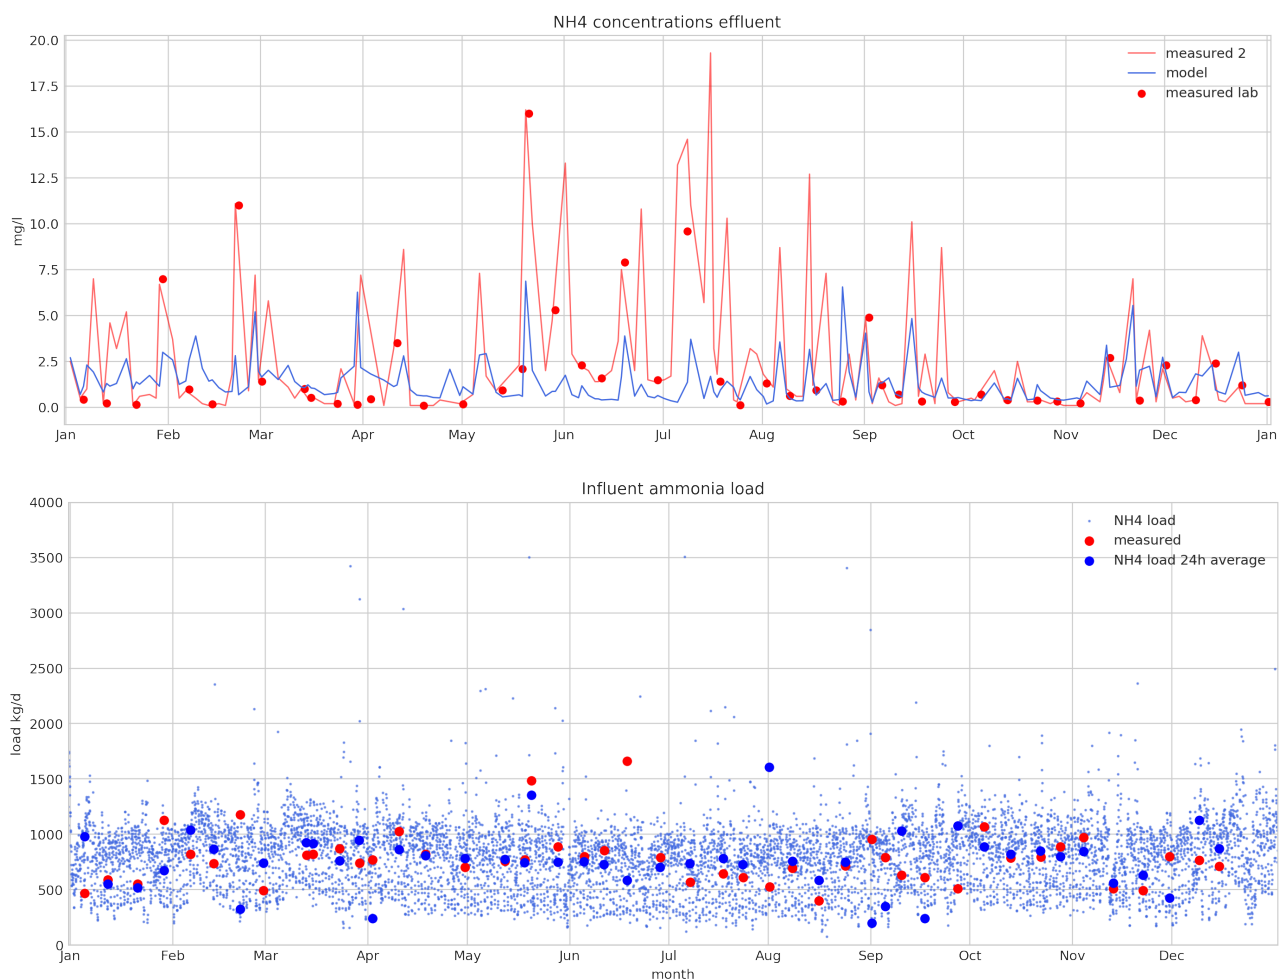 NH4 concentrations effluent
20.0
17.5
15.0
12.5
10.0
7.5
5.0
2.5
0.0
mg/l
measured 2
model
measured lab
Jan Feb Mar Apr May Jun Jul Aug Sep Oct Nov Dec Jan
Influent ammonia load
4000
3500
3000
2500
2000
1500
1000
500
0
load kg/d
NH4 load
measured
NH4 load 24h average
Jan Feb Mar Apr May Jun Jul Aug Sep Oct Nov Dec
month